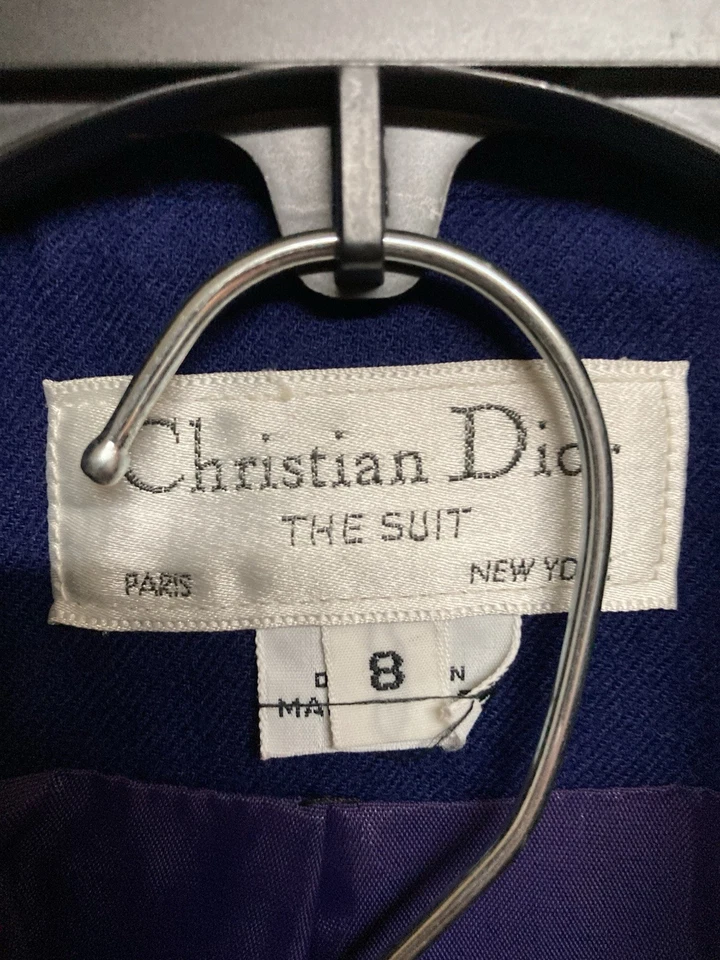 Christian Dior
THE SUIT
PARIS NEW YORK
8